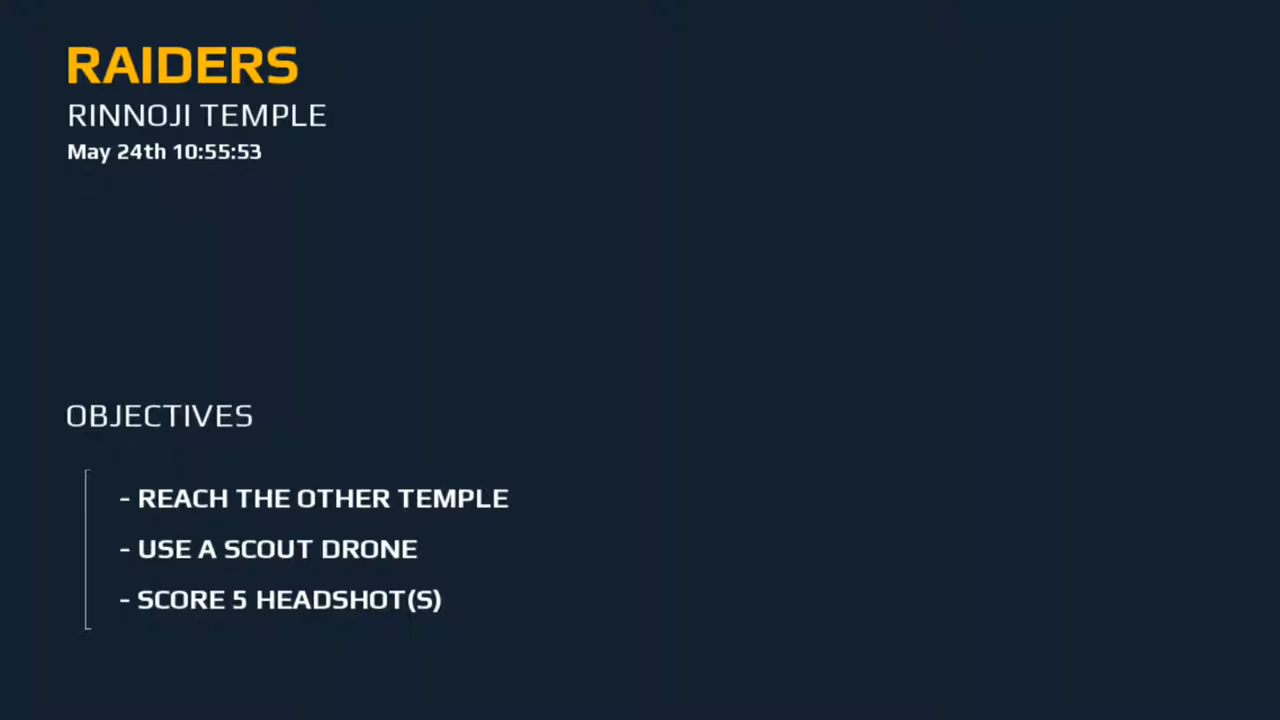 RAIDERS
RINNOJI TEMPLE
May 24th 10:55:53
OBJECTIVES
- REACH THE OTHER TEMPLE
- USE A SCOUT DRONE
- SCORE 5 HEADSHOT(S)